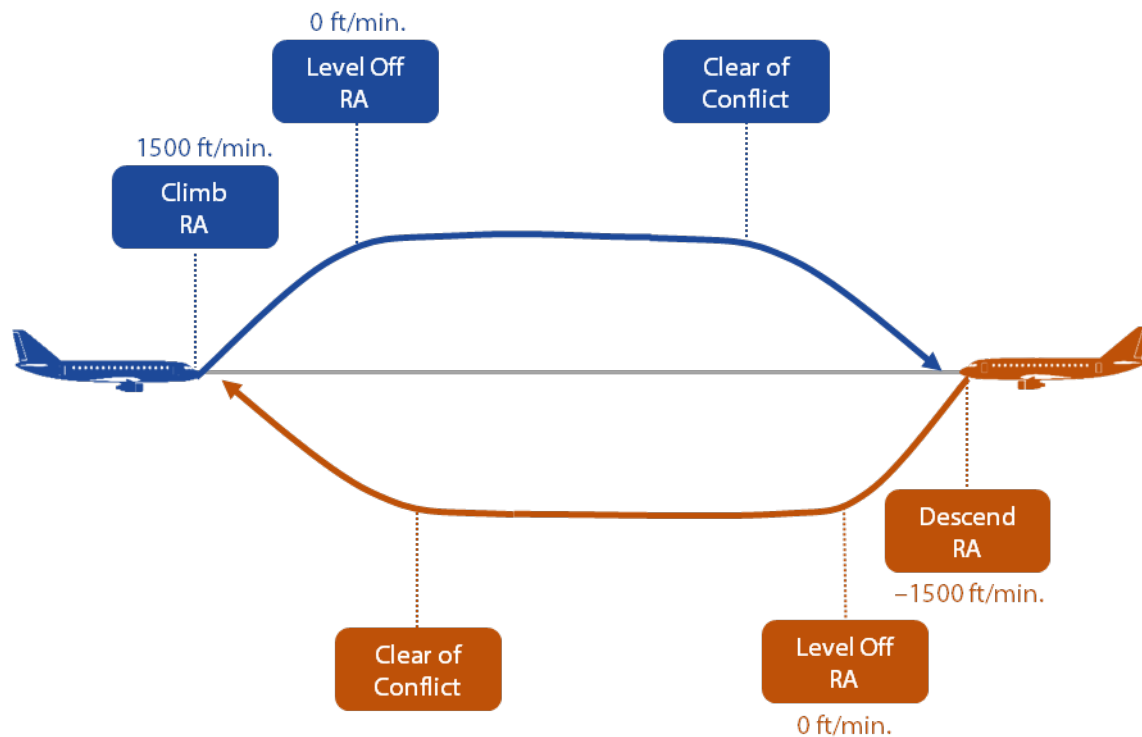 0 ft/min.
Level Off
RA
Clear of
Conflict
1500 ft/min.
Climb
RA
Descend
RA
–1500 ft/min.
Clear of
Conflict
Level Off
RA
0 ft/min.